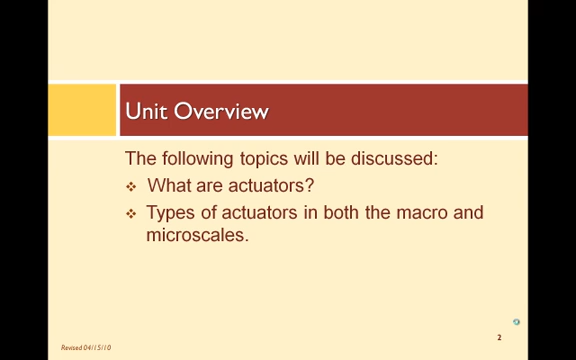 Unit Overview
The following topics will be discussed:
❖ What are actuators?
❖ Types of actuators in both the macro and
microscales.
2
Revised 04/15/10